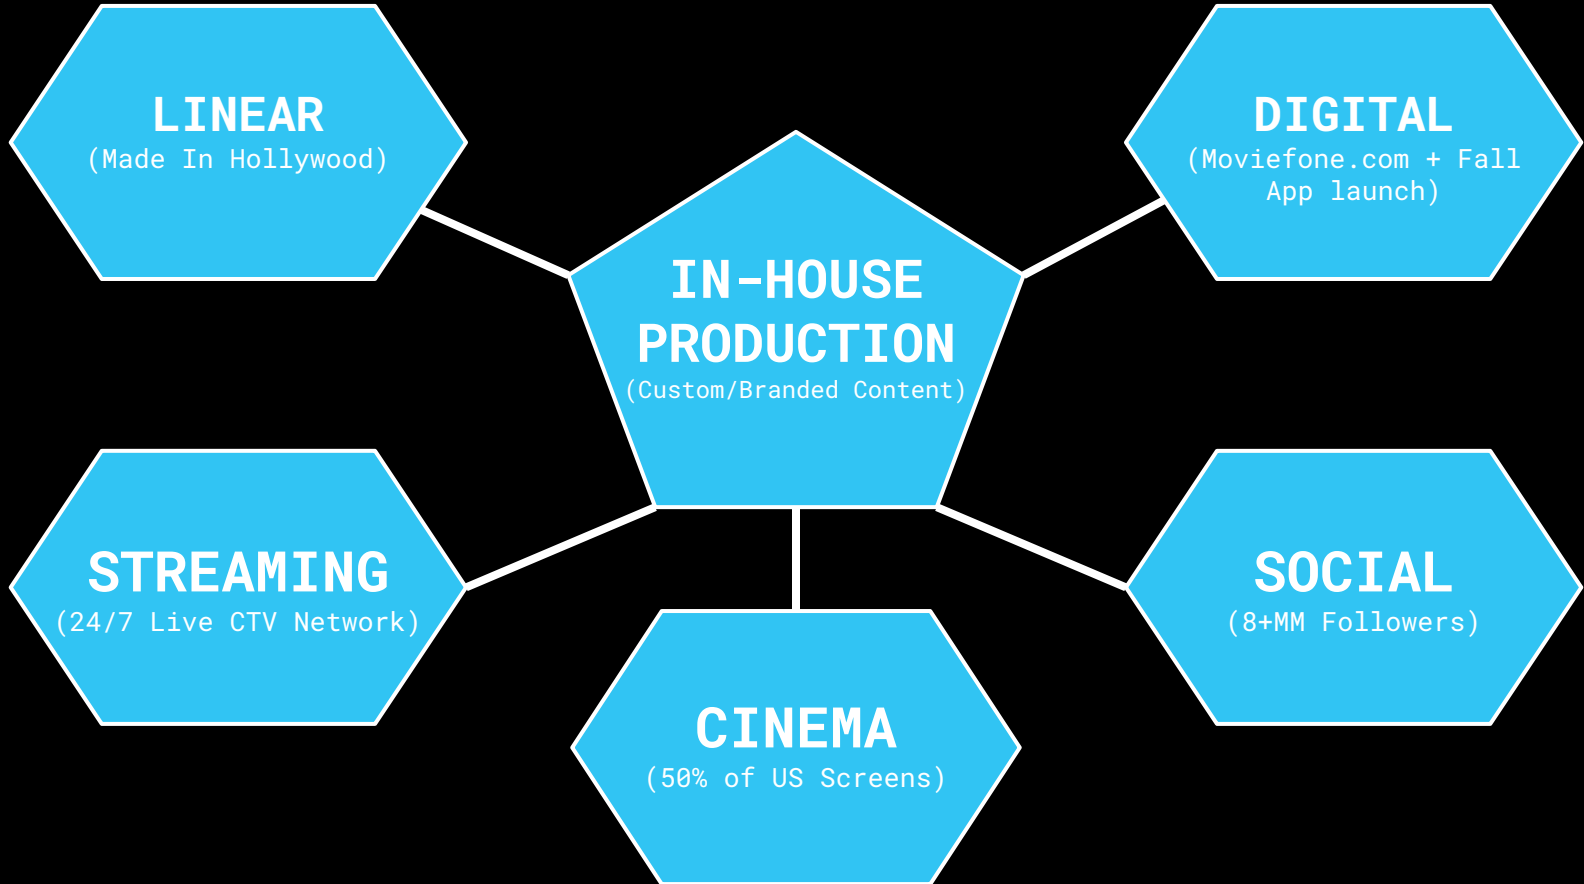 LINEAR
(Made In Hollywood)
DIGITAL
(Moviefone.com + Fall
App launch)
IN-HOUSE
PRODUCTION
(Custom/Branded Content)
STREAMING
(24/7 Live CTV Network)
SOCIAL
(8+MM Followers)
CINEMA
(50% of US Screens)